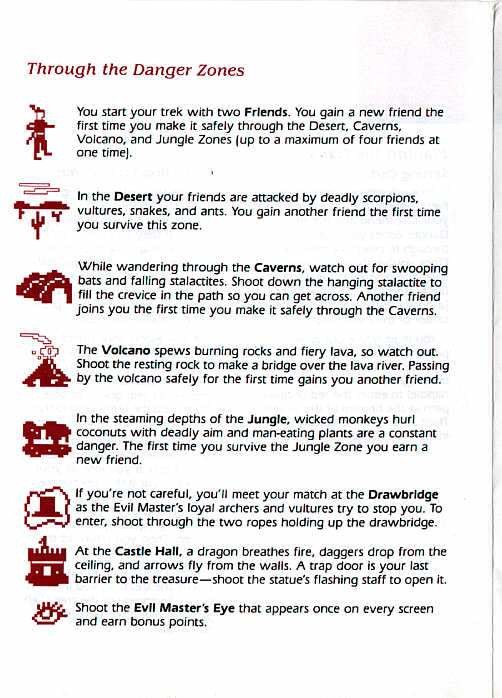 Through the Danger Zones
You start your trek with two Friends. You gain a new friend the
first time you make it safely through the Desert, Caverns,
Volcano, and Jungle Zones (up to a maximum of four friends at
one time).
In the Desert your friends are attacked by deadly scorpions,
vultures, snakes, and ants. You gain another friend the first time
you survive this zone.
While wandering through the Caverns, watch out for swooping
bats and falling stalactites. Shoot down the hanging stalactite to
fill the crevice in the path so you can get across. Another friend
joins you the first time you make it safely through the Caverns.
The Volcano spews burning rocks and fiery lava, so watch out.
Shoot the resting rock to make a bridge over the lava river. Passing
by the volcano safely for the first time gains you another friend.
In the steaming depths of the Jungle, wicked monkeys hurl
coconuts with deadly aim and man-eating plants are a constant
danger. The first time you survive the Jungle Zone you earn a
new friend.
If you're not careful, you'll meet your match at the Drawbridge
as the Evil Master's loyal archers and vultures try to stop you. To
enter, shoot through the two ropes holding up the drawbridge.
At the Castle Hall, a dragon breathes fire, daggers drop from the
ceiling, and arrows fly from the walls. A trap door is your last
barrier to the treasure—shoot the statue's flashing staff to open it.
Shoot the Evil Master's Eye that appears once on every screen
and earn bonus points.